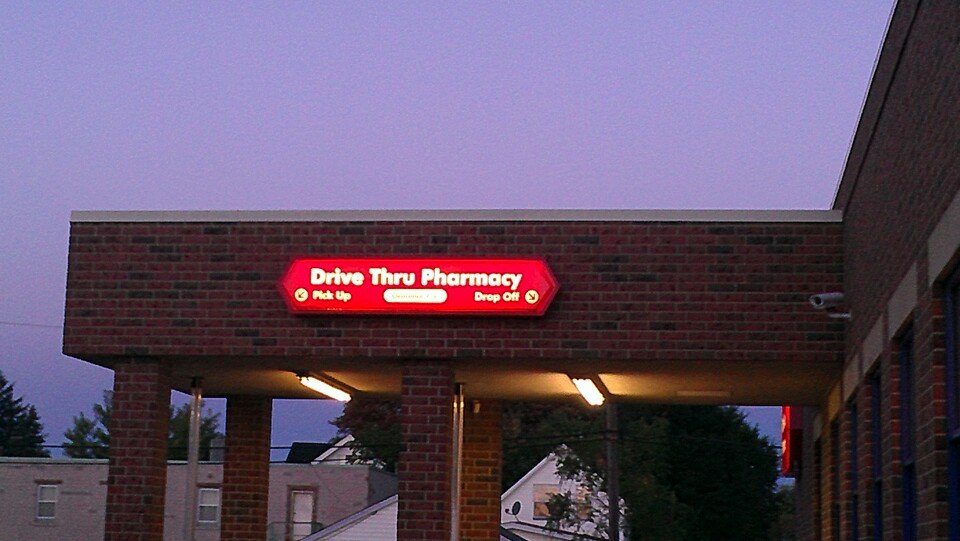 Drive Thru Pharmacy
Pick Up
Drop Off